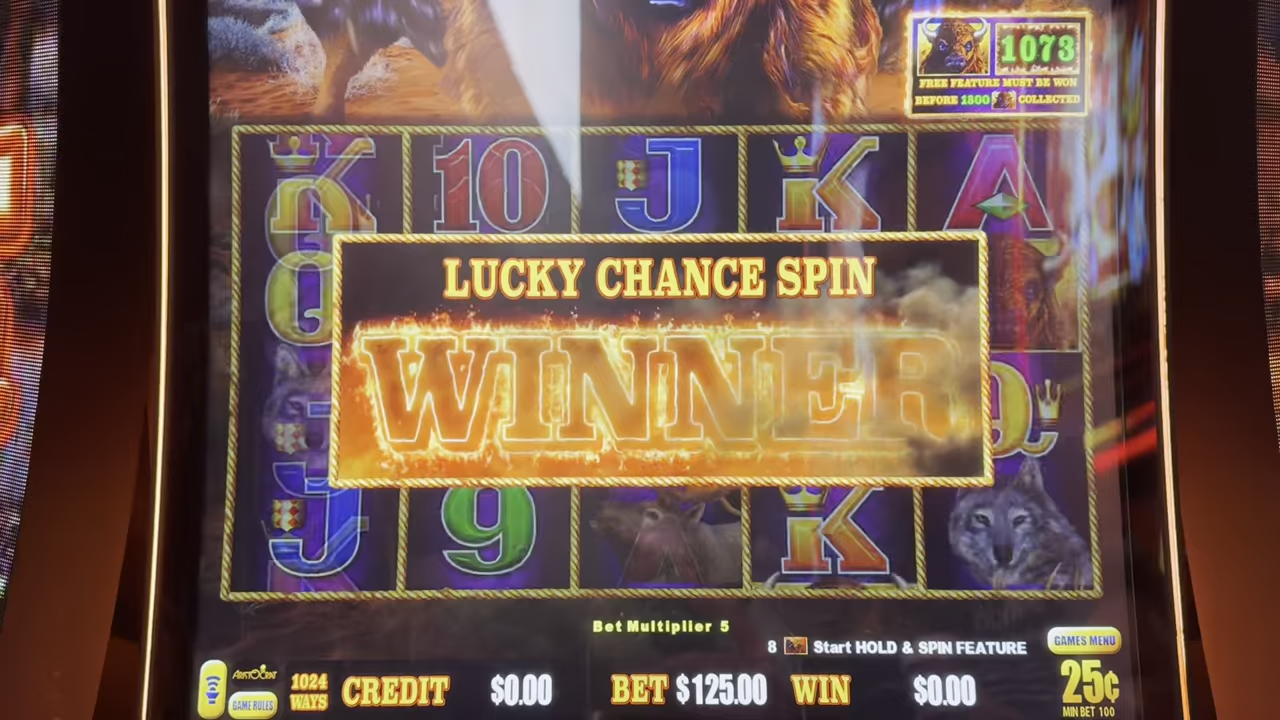 1073
FREE FEATURE MUST BE WON
BEFORE 1800 COLLECTED
K 10 J K A
Q
LUCKY CHANCE SPIN
WINNER
Q
J 9 K
Bet Multiplier 5
8 Start HOLD & SPIN FEATURE
GAMES MENU
ARISTOCRAT
GAME RULES
1024
WAYS
CREDIT $0.00 BET $125.00 WIN $0.00
25¢
MIN BET 100